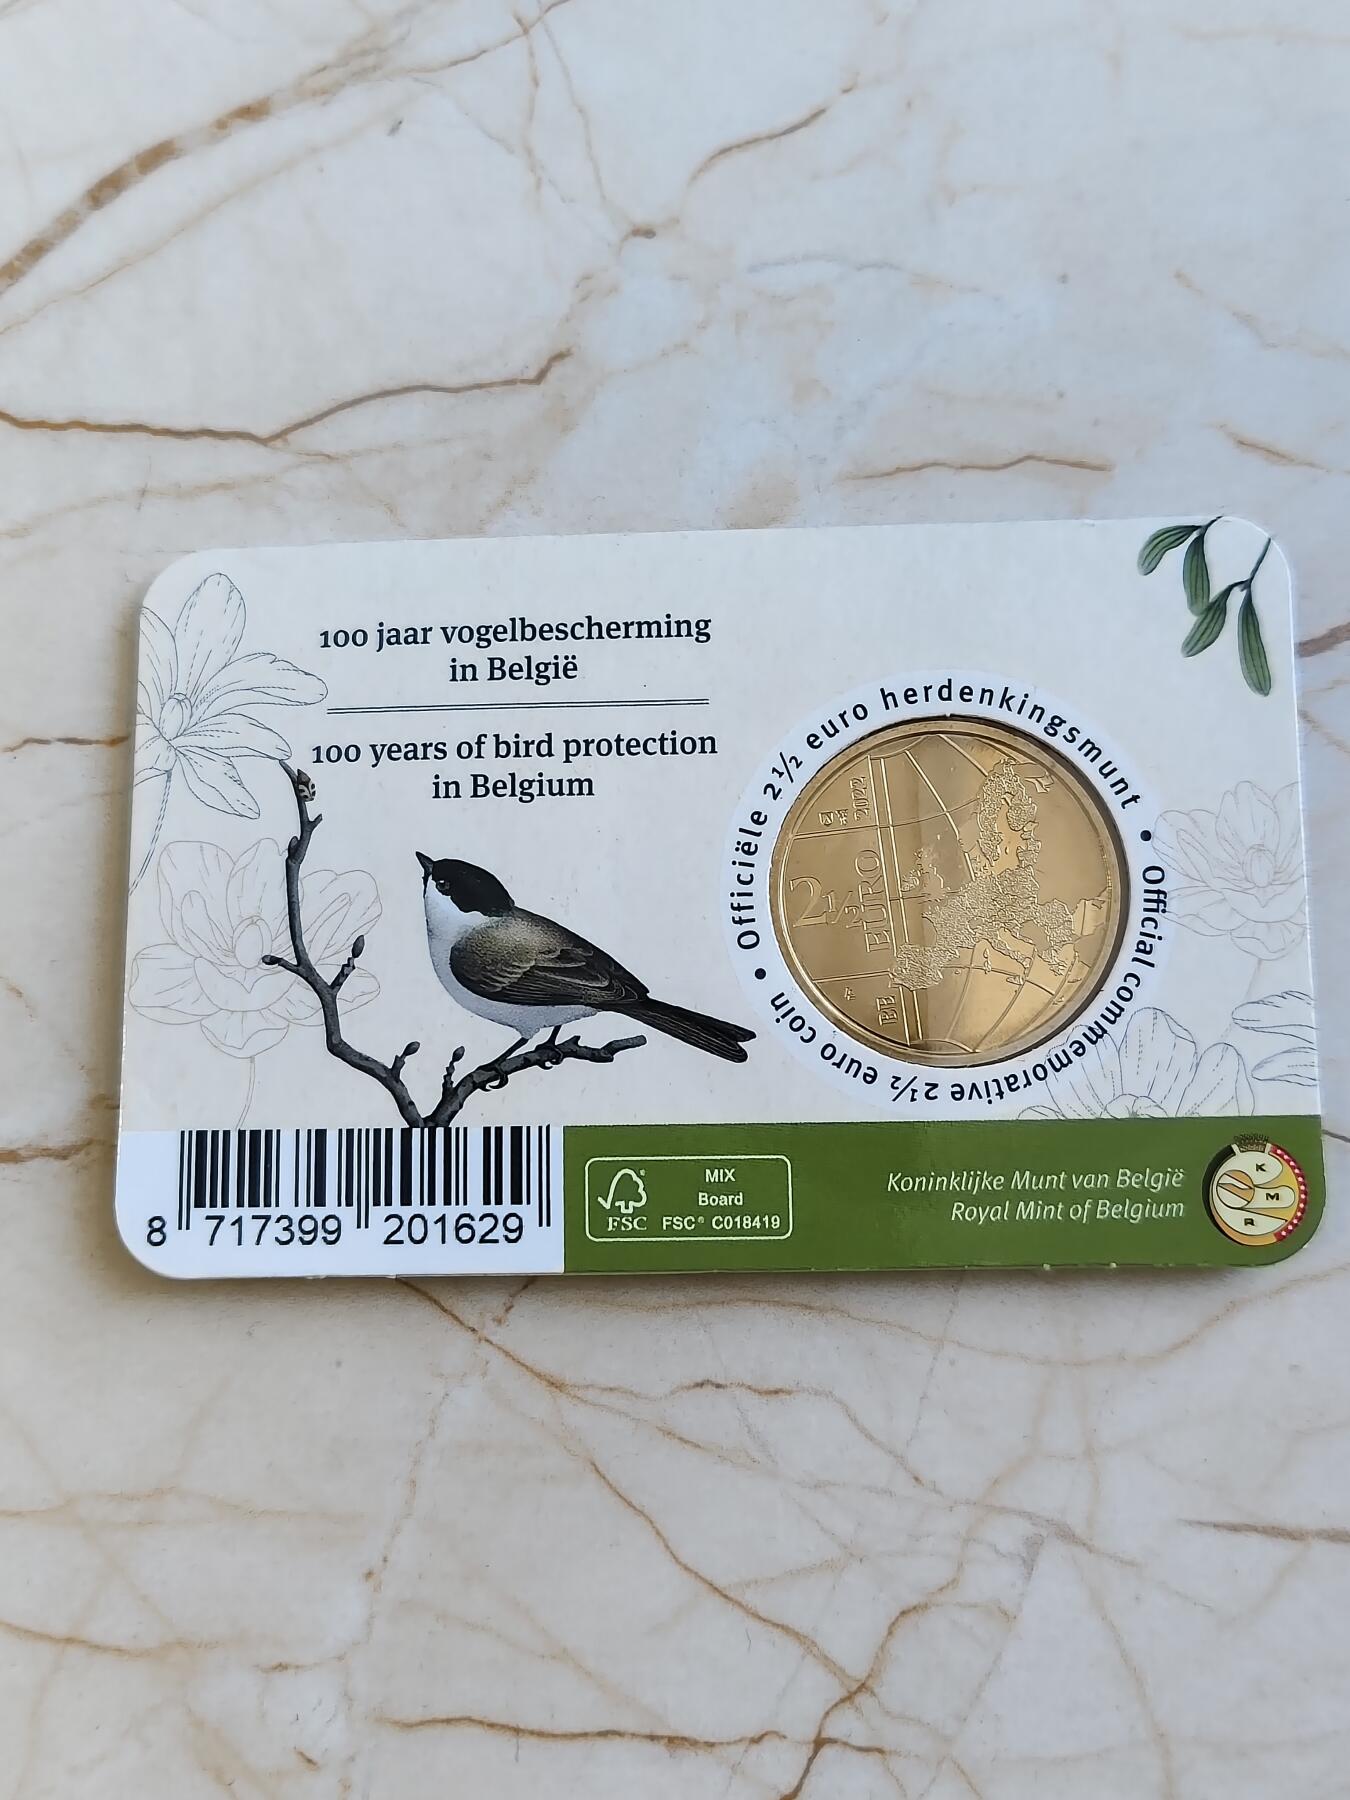 100 jaar vogelbescherming
in België
100 years of bird protection
in Belgium
Officiële 2½ euro herdenkingsmunt • Official commemorative 2½ euro coin •
2022
2½
EURO
BE
8 717399 201629
FSC®
MIX
Board
FSC® C018419
Koninklijke Munt van België
Royal Mint of Belgium
K
M
R